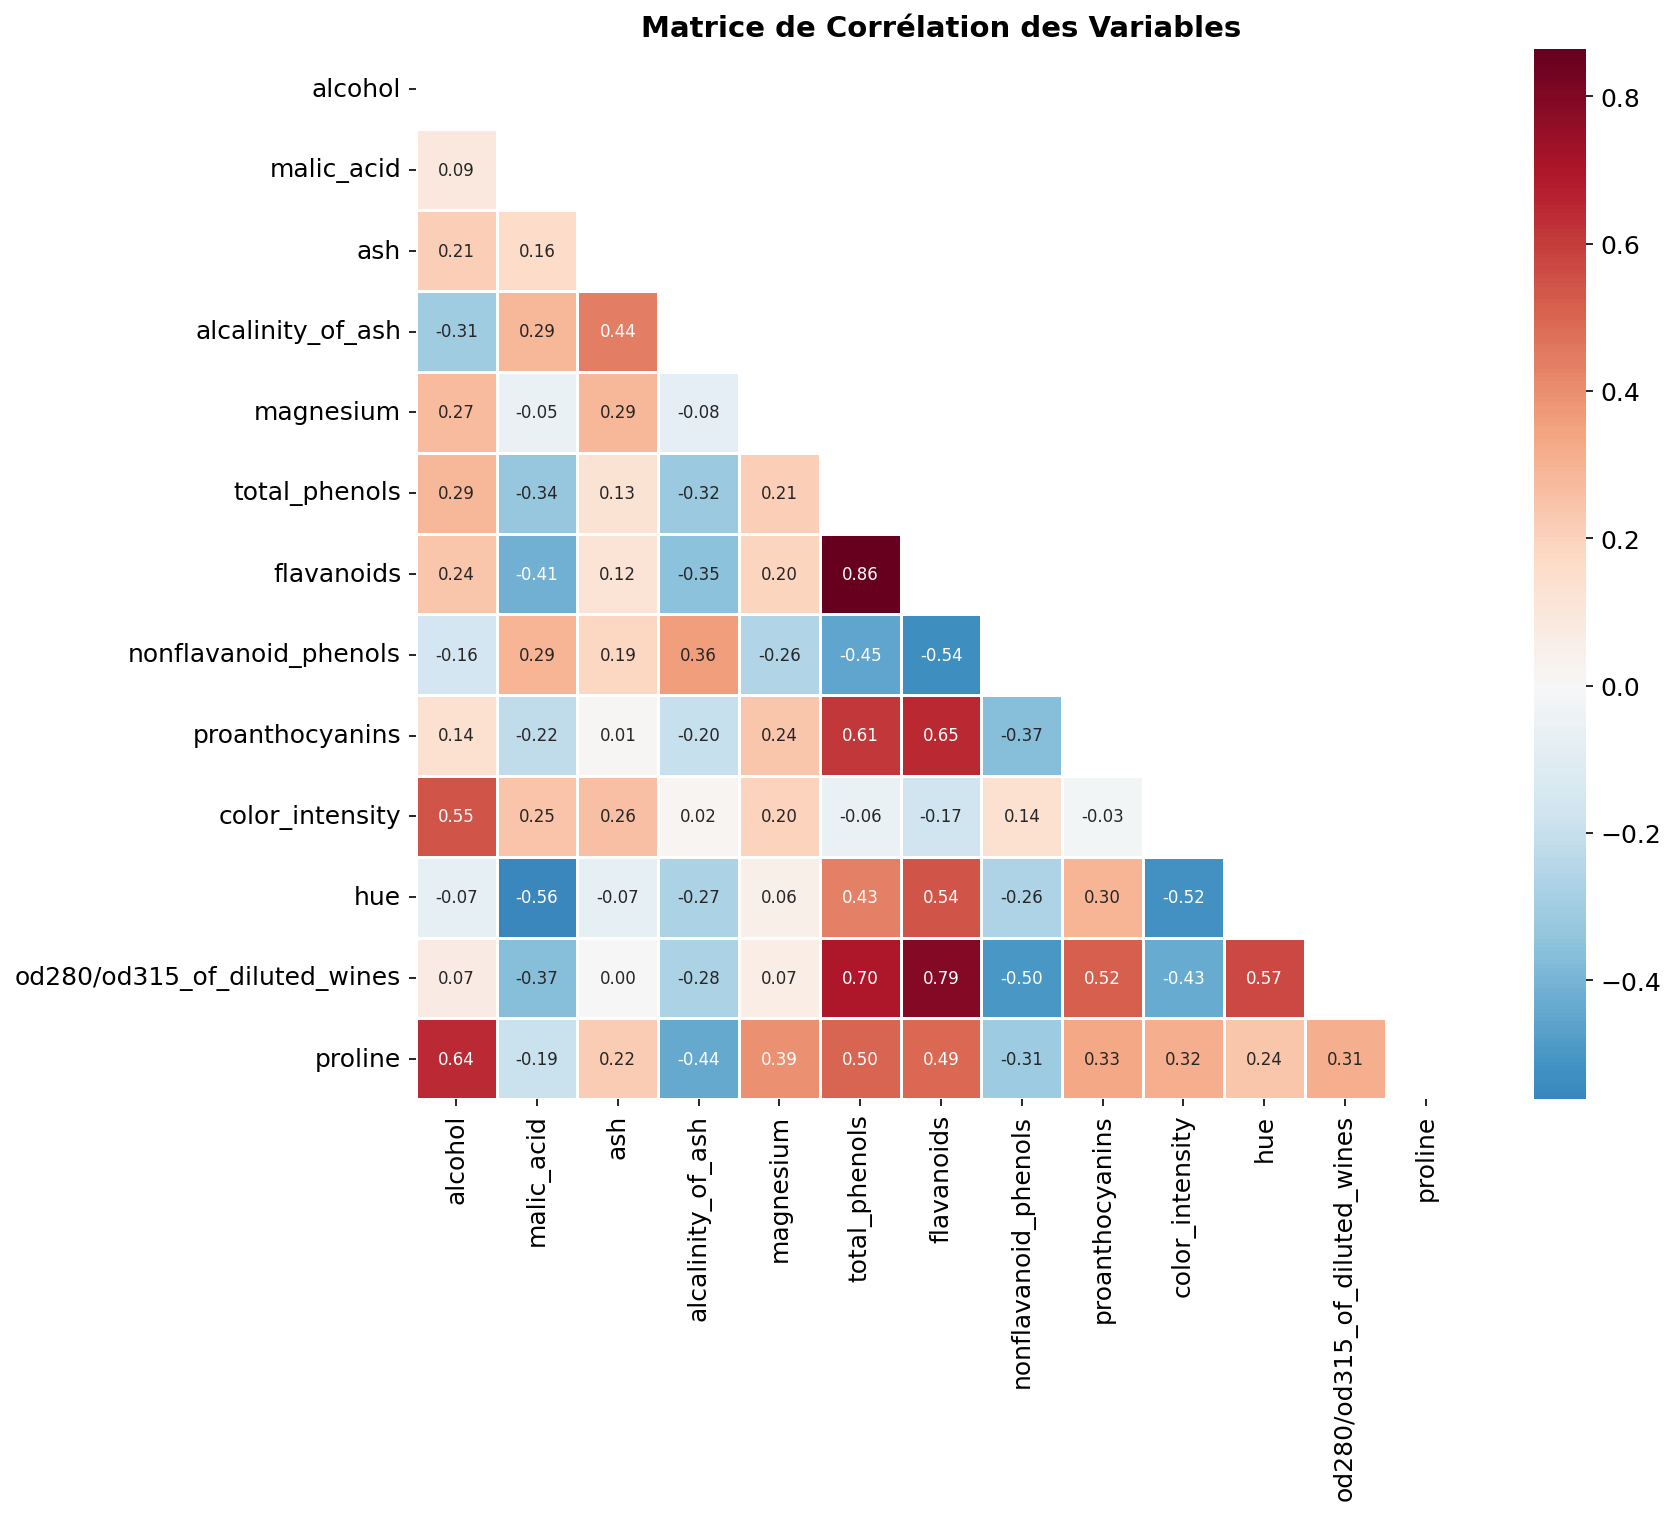 Matrice de Corrélation des Variables
alcohol
malic_acid 0.09
ash 0.21 0.16
alcalinity_of_ash -0.31 0.29 0.44
magnesium 0.27 -0.05 0.29 -0.08
total_phenols 0.29 -0.34 0.13 -0.32 0.21
flavanoids 0.24 -0.41 0.12 -0.35 0.20 0.86
nonflavanoid_phenols -0.16 0.29 0.19 0.36 -0.26 -0.45 -0.54
proanthocyanins 0.14 -0.22 0.01 -0.20 0.24 0.61 0.65 -0.37
color_intensity 0.55 0.25 0.26 0.02 0.20 -0.06 -0.17 0.14 -0.03
hue -0.07 -0.56 -0.07 -0.27 0.06 0.43 0.54 -0.26 0.30 -0.52
od280/od315_of_diluted_wines 0.07 -0.37 0.00 -0.28 0.07 0.70 0.79 -0.50 0.52 -0.43 0.57
proline 0.64 -0.19 0.22 -0.44 0.39 0.50 0.49 -0.31 0.33 0.32 0.24 0.31
alcohol
malic_acid
ash
alcalinity_of_ash
magnesium
total_phenols
flavanoids
nonflavanoid_phenols
proanthocyanins
color_intensity
hue
od280/od315_of_diluted_wines
proline
0.8
0.6
0.4
0.2
0.0
−0.2
−0.4